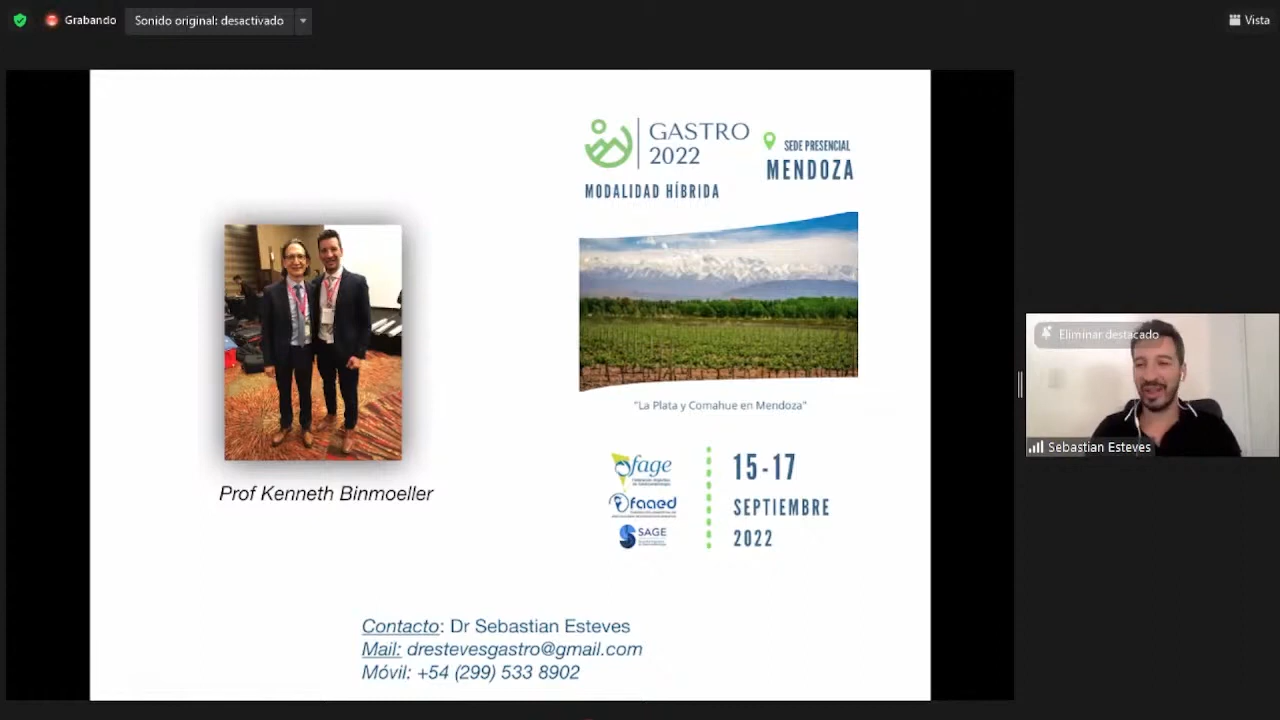 Grabando
Sonido original: desactivado
Vista
GASTRO
2022
SEDE PRESENCIAL
MENDOZA
MODALIDAD HÍBRIDA
"La Plata y Comahue en Mendoza"
Prof Kenneth Binmoeller
fage
faaed
SAGE
15-17
SEPTIEMBRE
2022
Contacto: Dr Sebastian Esteves
Mail: drestevesgastro@gmail.com
Móvil: +54 (299) 533 8902
Eliminar destacado
Sebastian Esteves